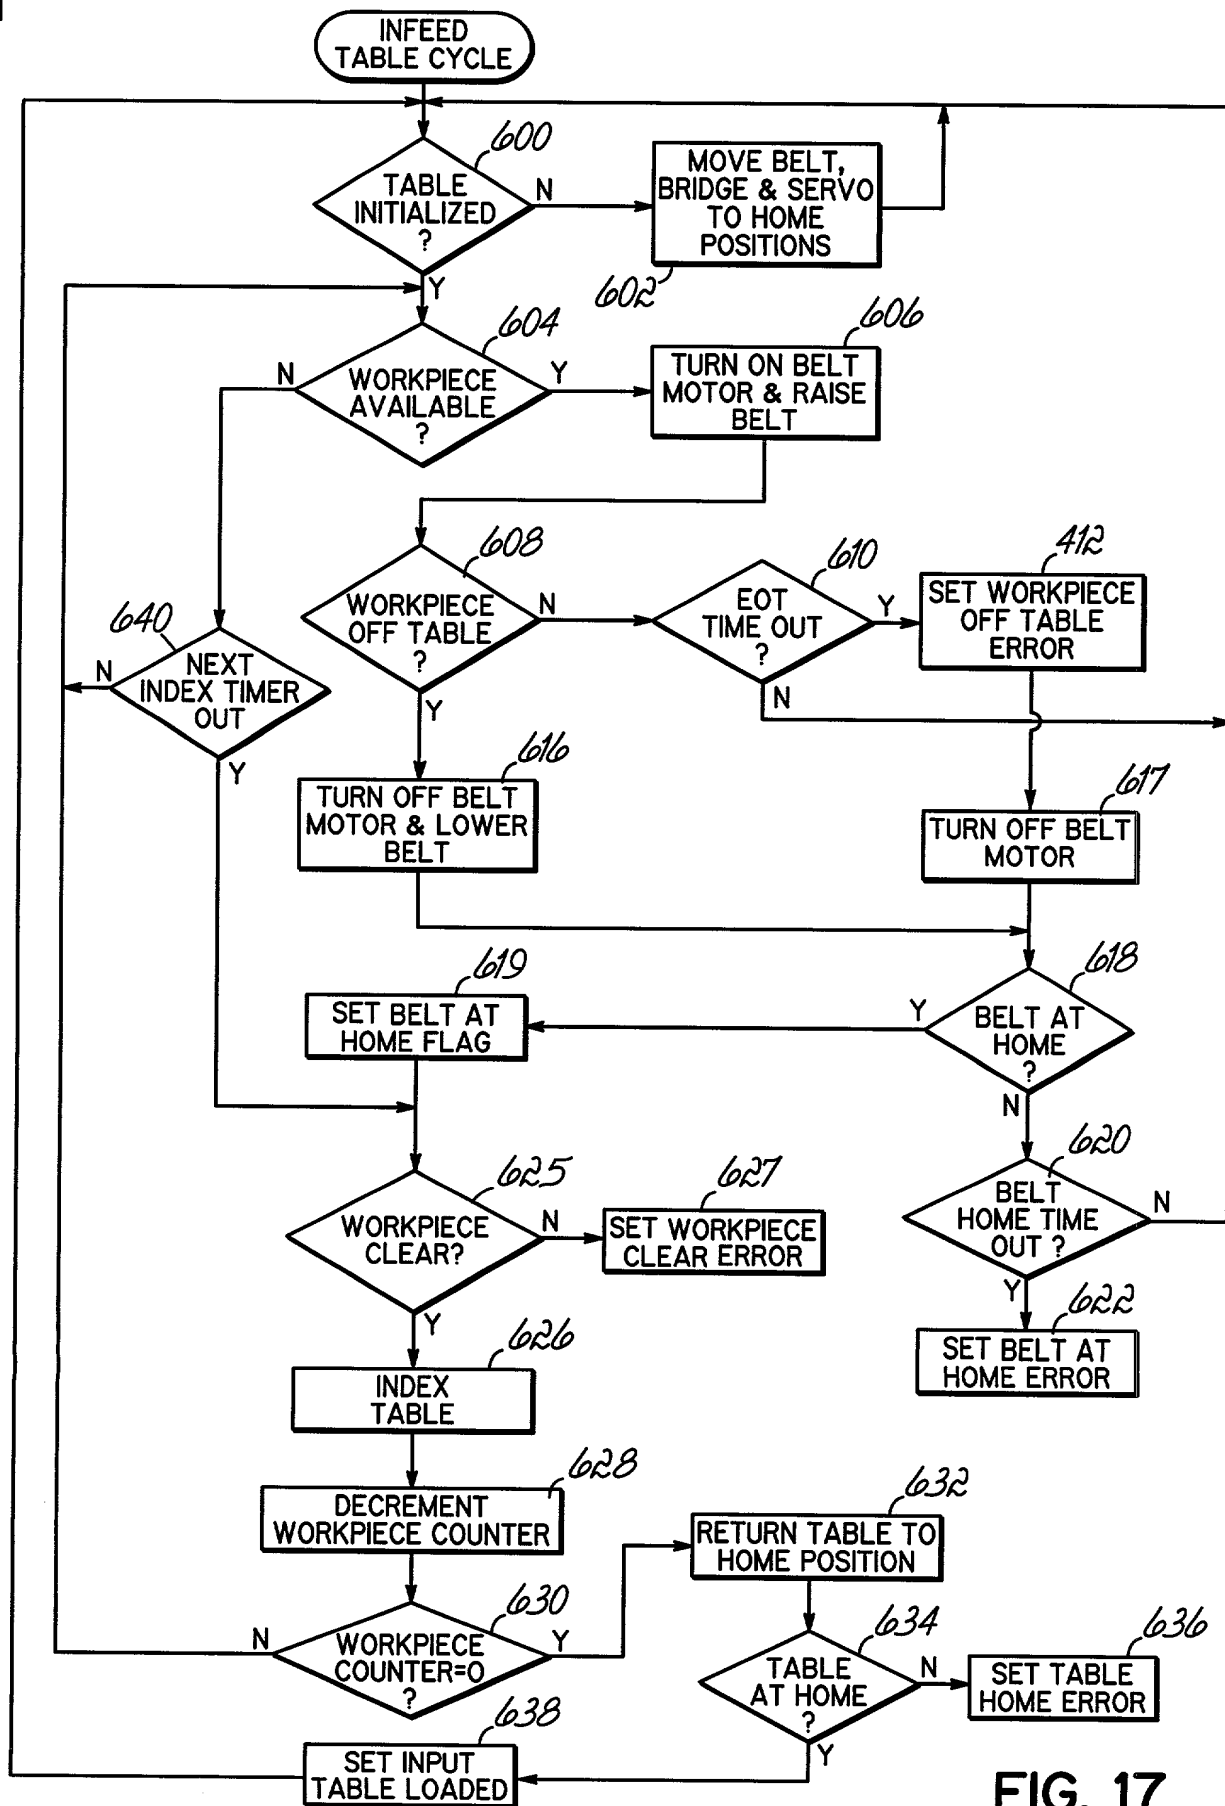 INFEED
TABLE CYCLE
600
TABLE
INITIALIZED
?
N
Y
MOVE BELT,
BRIDGE & SERVO
TO HOME
POSITIONS
602
604
WORKPIECE
AVAILABLE
?
N
Y
606
TURN ON BELT
MOTOR & RAISE
BELT
608
WORKPIECE
OFF TABLE
?
N
Y
610
EOT
TIME OUT
?
Y
N
412
SET WORKPIECE
OFF TABLE
ERROR
640
NEXT
INDEX TIMER
OUT
N
Y
616
TURN OFF BELT
MOTOR & LOWER
BELT
617
TURN OFF BELT
MOTOR
618
BELT AT
HOME
?
Y
N
619
SET BELT AT
HOME FLAG
620
BELT
HOME TIME
OUT ?
N
Y
622
SET BELT AT
HOME ERROR
625
WORKPIECE
CLEAR?
N
Y
627
SET WORKPIECE
CLEAR ERROR
626
INDEX
TABLE
628
DECREMENT
WORKPIECE COUNTER
630
WORKPIECE
COUNTER=0
?
N
Y
632
RETURN TABLE TO
HOME POSITION
634
TABLE
AT HOME
?
N
Y
636
SET TABLE
HOME ERROR
638
SET INPUT
TABLE LOADED
FIG. 17